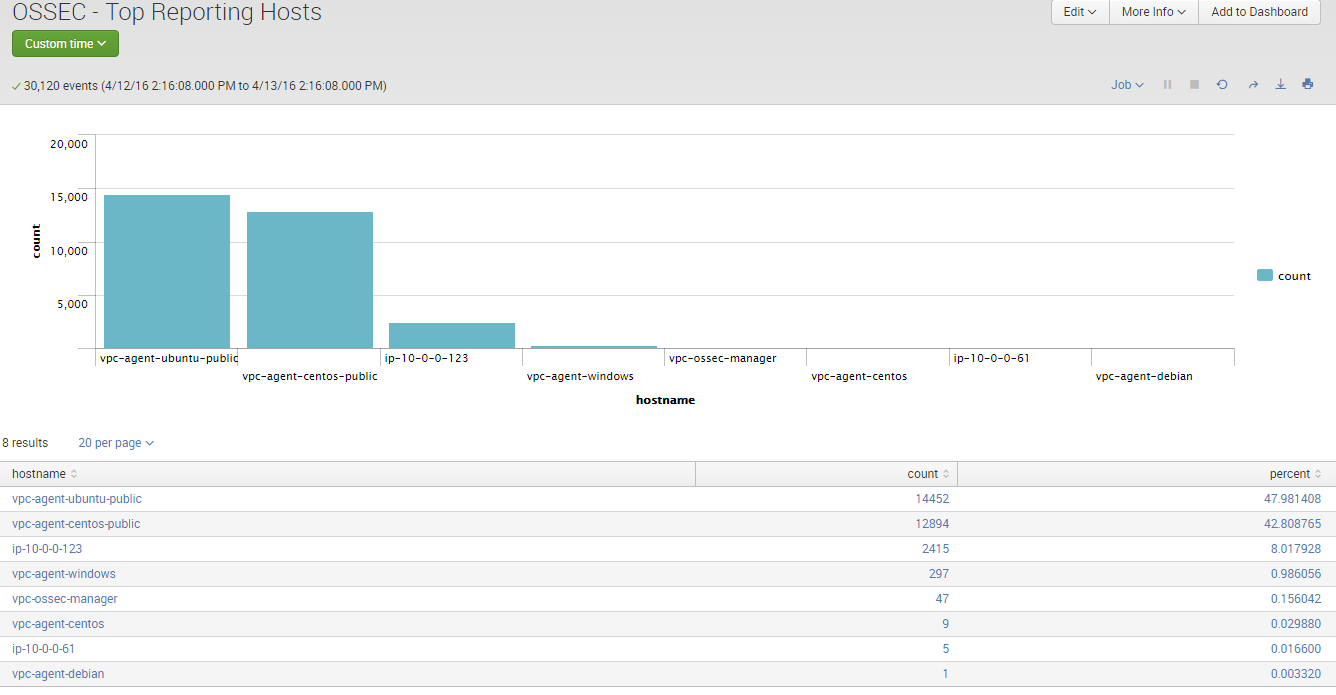 OSSEC - Top Reporting Hosts
Edit More Info Add to Dashboard
Custom time
30,120 events (4/12/16 2:16:08.000 PM to 4/13/16 2:16:08.000 PM)
Job
20,000
15,000
10,000
5,000
count
count
vpc-agent-ubuntu-public ip-10-0-0-123 vpc-ossec-manager ip-10-0-0-61
vpc-agent-centos-public vpc-agent-windows vpc-agent-centos vpc-agent-debian
hostname
8 results 20 per page
hostname count percent
vpc-agent-ubuntu-public 14452 47.981408
vpc-agent-centos-public 12894 42.808765
ip-10-0-0-123 2415 8.017928
vpc-agent-windows 297 0.986056
vpc-ossec-manager 47 0.156042
vpc-agent-centos 9 0.029880
ip-10-0-0-61 5 0.016600
vpc-agent-debian 1 0.003320